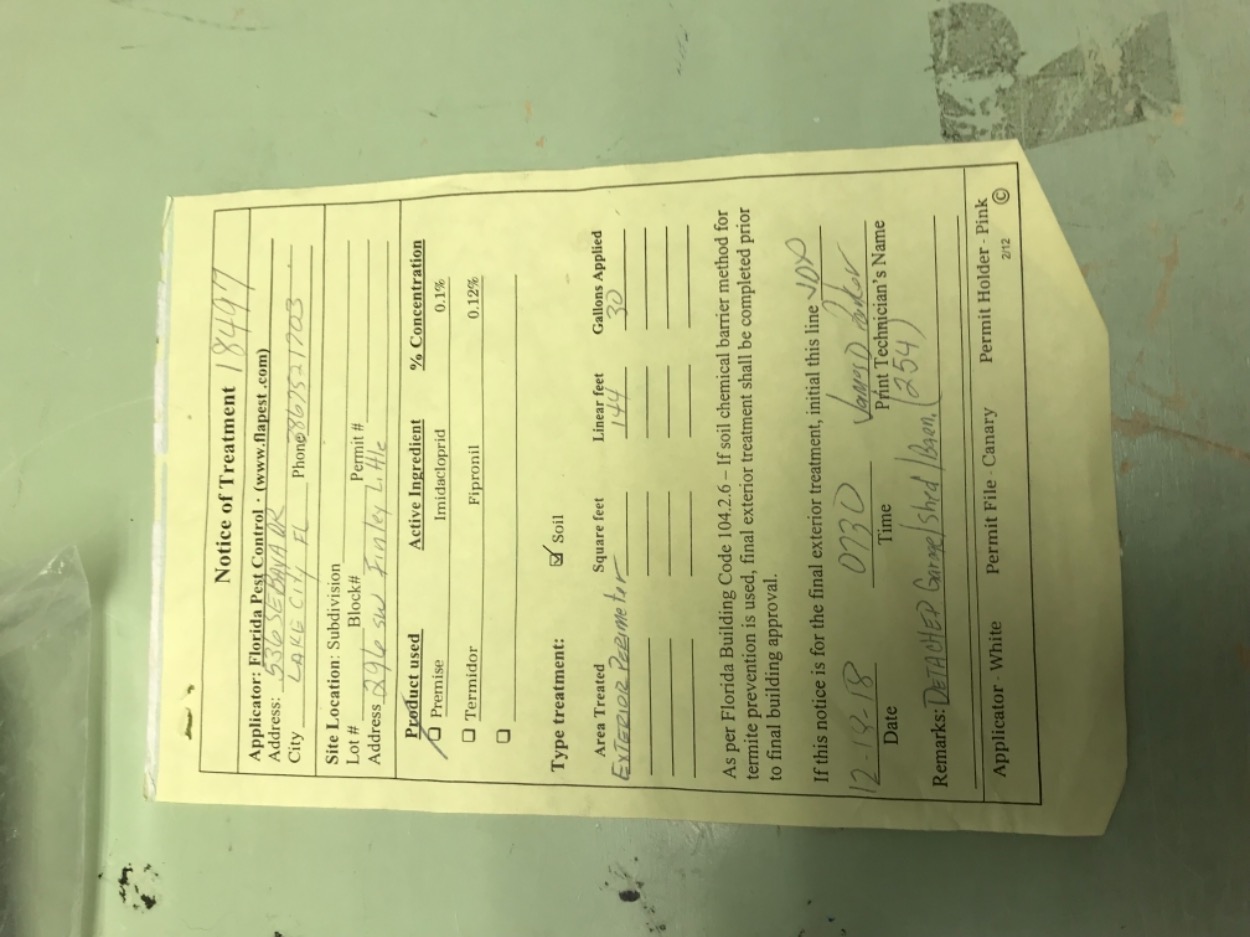 Notice of Treatment 18497
Applicator: Florida Pest Control · (www.flapest .com)
Address: 536 SE BAYA DR
City LAKE City FL Phone 3867521703
Site Location: Subdivision
Lot # Block# Permit #
Address 296 SW Finley Little
Product used Active Ingredient % Concentration
Premise Imidacloprid 0.1%
Termidor Fipronil 0.12%
Type treatment: Soil
Area Treated Square feet Linear feet Gallons Applied
EXTERIOR PERIMETER 144 30
As per Florida Building Code 104.2.6 – If soil chemical barrier method for
termite prevention is used, final exterior treatment shall be completed prior
to final building approval.
If this notice is for the final exterior treatment, initial this line JDP
0730 James D Parker
Date Time Print Technician's Name
Remarks: DETACHED Garage/Shed/Barn. (254)
Applicator - White Permit File - Canary Permit Holder - Pink
2/12 ©